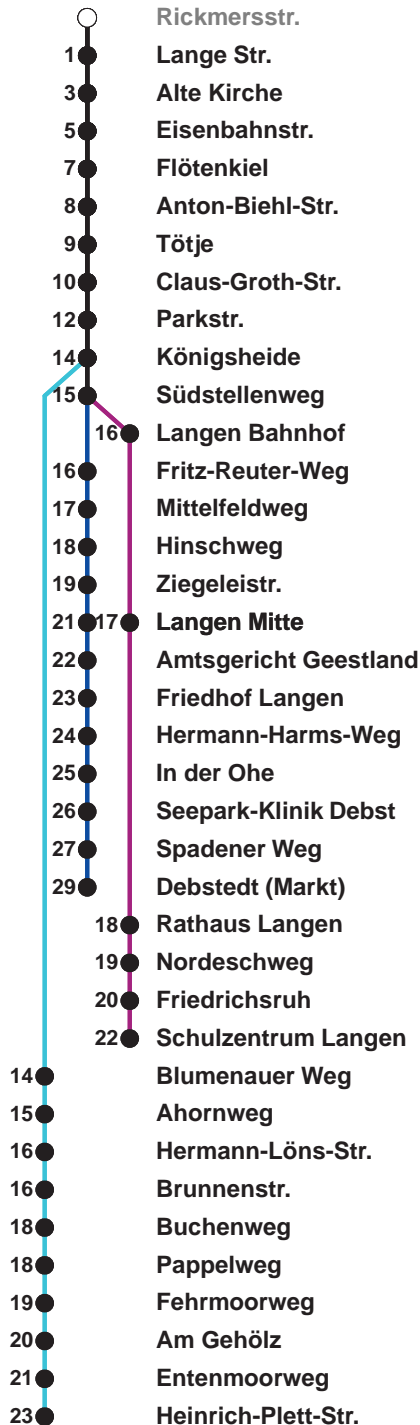 Rickmersstr.
1 Lange Str.
3 Alte Kirche
5 Eisenbahnstr.
7 Flötenkiel
8 Anton-Biehl-Str.
9 Tötje
10 Claus-Groth-Str.
12 Parkstr.
14 Königsheide
15 Südstellenweg
16 Langen Bahnhof
16 Fritz-Reuter-Weg
17 Mittelfeldweg
18 Hinschweg
19 Ziegeleistr.
21 17 Langen Mitte
22 Amtsgericht Geestland
23 Friedhof Langen
24 Hermann-Harms-Weg
25 In der Ohe
26 Seepark-Klinik Debst
27 Spadener Weg
29 Debstedt (Markt)
18 Rathaus Langen
19 Nordeschweg
20 Friedrichsruh
22 Schulzentrum Langen
14 Blumenauer Weg
15 Ahornweg
16 Hermann-Löns-Str.
16 Brunnenstr.
18 Buchenweg
18 Pappelweg
19 Fehrmoorweg
20 Am Gehölz
21 Entenmoorweg
23 Heinrich-Plett-Str.